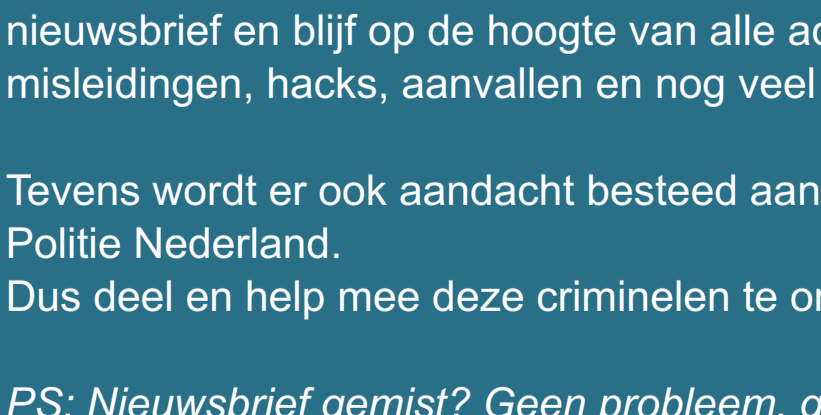 nieuwsbrief en blijf op de hoogte van alle
misleidingen, hacks, aanvallen en nog veel
Tevens wordt er ook aandacht besteed aan
Politie Nederland.
Dus deel en help mee deze criminelen te
PS: Nieuwsbrief gemist? Geen probleem,